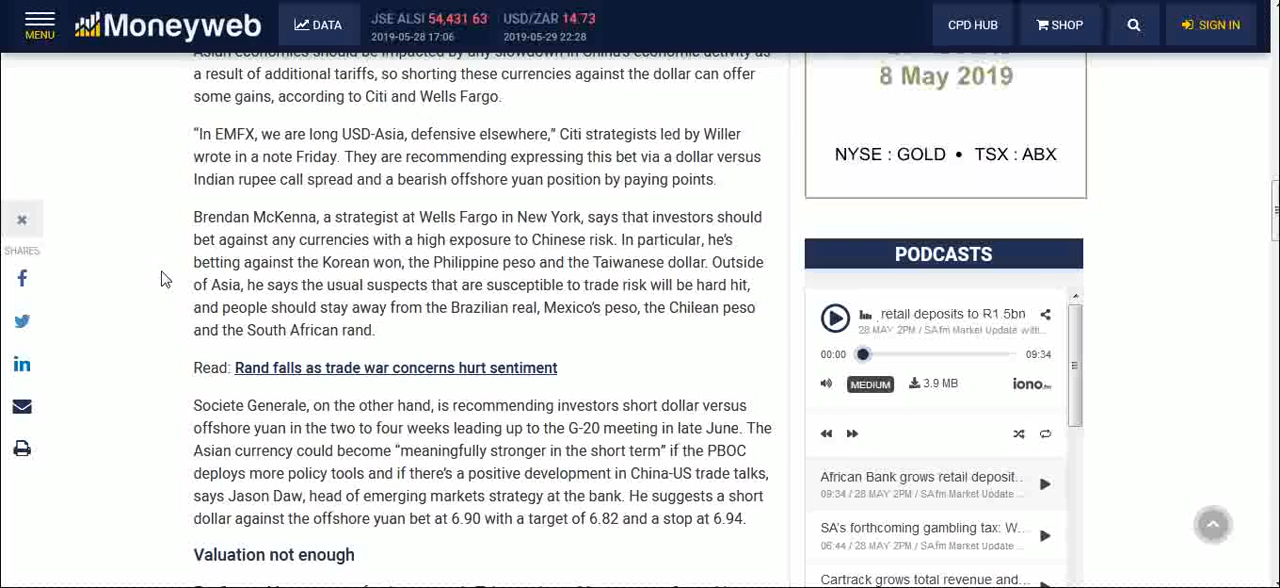 MENU
Moneyweb
DATA
JSE ALSI 54,431.63
2019-05-28 17:06
USD/ZAR 14.73
2019-05-29 22:28
CPD HUB
SHOP
SIGN IN
Asian economies should be impacted by any slowdown in China's economic activity as
a result of additional tariffs, so shorting these currencies against the dollar can offer
some gains, according to Citi and Wells Fargo.
“In EMFX, we are long USD-Asia, defensive elsewhere,” Citi strategists led by Willer
wrote in a note Friday. They are recommending expressing this bet via a dollar versus
Indian rupee call spread and a bearish offshore yuan position by paying points.
Brendan McKenna, a strategist at Wells Fargo in New York, says that investors should
bet against any currencies with a high exposure to Chinese risk. In particular, he's
betting against the Korean won, the Philippine peso and the Taiwanese dollar. Outside
of Asia, he says the usual suspects that are susceptible to trade risk will be hard hit,
and people should stay away from the Brazilian real, Mexico's peso, the Chilean peso
and the South African rand.
Read: Rand falls as trade war concerns hurt sentiment
Societe Generale, on the other hand, is recommending investors short dollar versus
offshore yuan in the two to four weeks leading up to the G-20 meeting in late June. The
Asian currency could become “meaningfully stronger in the short term” if the PBOC
deploys more policy tools and if there's a positive development in China-US trade talks,
says Jason Daw, head of emerging markets strategy at the bank. He suggests a short
dollar against the offshore yuan bet at 6.90 with a target of 6.82 and a stop at 6.94.
Valuation not enough
SHARES
8 May 2019
NYSE : GOLD • TSX : ABX
PODCASTS
retail deposits to R1.5bn
28 MAY 2PM / SAfm Market Update with...
00:00
09:34
MEDIUM
3.9 MB
iono.fm
African Bank grows retail deposit...
09:34 / 28 MAY 2PM / SAfm Market Update ...
SA's forthcoming gambling tax: W...
06:44 / 28 MAY 2PM / SAfm Market Update ...
Cartrack grows total revenue and...